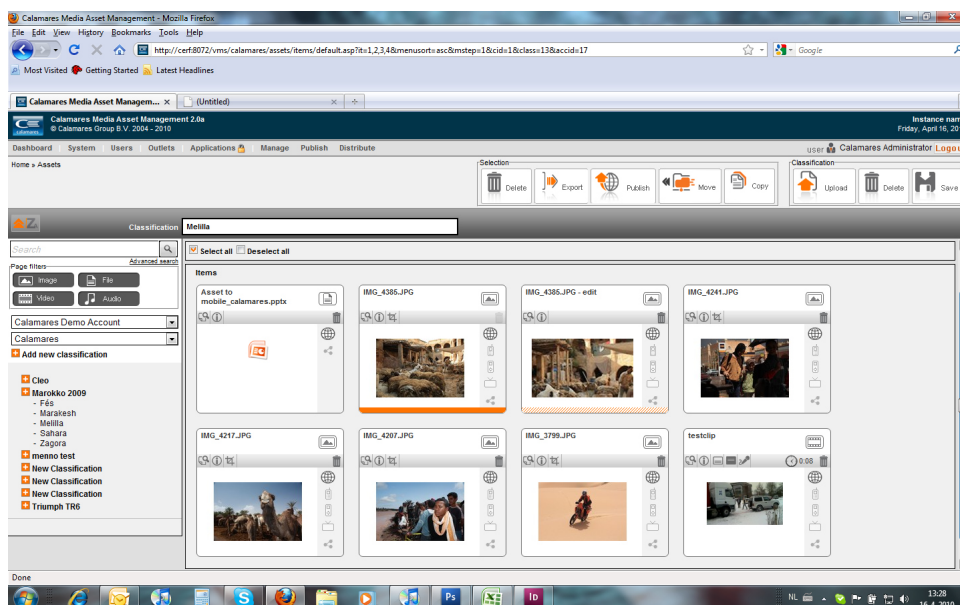 Calamares Media Asset Management - Mozilla Firefox
File Edit View History Bookmarks Tools Help
http://cerf:8072/vms/calamares/assets/items/default.asp?it=1,2,3,4&menusort=asc&mstep=1&cid=1&class=13&accid=17
Google
Most Visited Getting Started Latest Headlines
Calamares Media Asset Managem... × (Untitled) × +
Calamares Media Asset Management 2.0a
© Calamares Group B.V. 2004 - 2010
calamares
Instance nam
Friday, April 16, 20
Dashboard System Users Outlets Applications Manage Publish Distribute
user Calamares Administrator Logou
Home » Assets
Selection
Delete Export Publish Move Copy
Classification
Upload Delete Save
Classification Melilla
Search
Advanced search
Page filters
Image File
Video Audio
Calamares Demo Account
Calamares
Add new classification
Cleo
Marokko 2009
- Fés
- Marakesh
- Melilla
- Sahara
- Zagora
menno test
New Classification
New Classification
New Classification
Triumph TR6
Select all Deselect all
Items
Asset to
mobile_calamares.pptx
IMG_4385.JPG
IMG_4385.JPG - edit
IMG_4241.JPG
IMG_4217.JPG
IMG_4207.JPG
IMG_3799.JPG
testclip
0:08
Done
Ps
ID
NL
13:28
16-4-2010